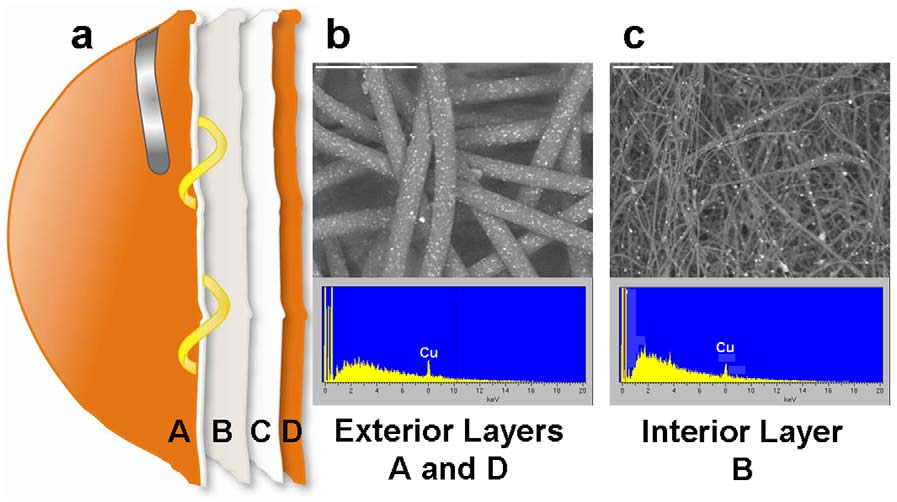 a
b
c
A B C D
Cu
0 2 4 6 8 10 12 14 16 18 20
keV
Cu
0 2 4 6 8 10 12 14 16 18 20
keV
Exterior Layers
A and D
Interior Layer
B